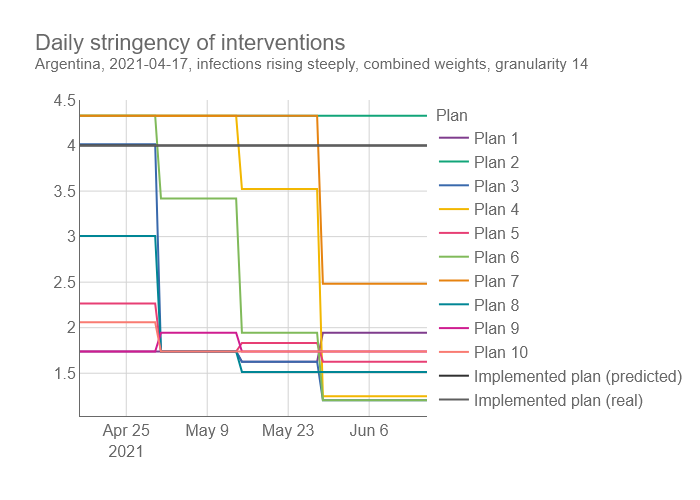 Daily stringency of interventions
Argentina, 2021-04-17, infections rising steeply, combined weights, granularity 14
4.5
4
3.5
3
2.5
2
1.5
Apr 25
2021
May 9
May 23
Jun 6
Plan
Plan 1
Plan 2
Plan 3
Plan 4
Plan 5
Plan 6
Plan 7
Plan 8
Plan 9
Plan 10
Implemented plan (predicted)
Implemented plan (real)